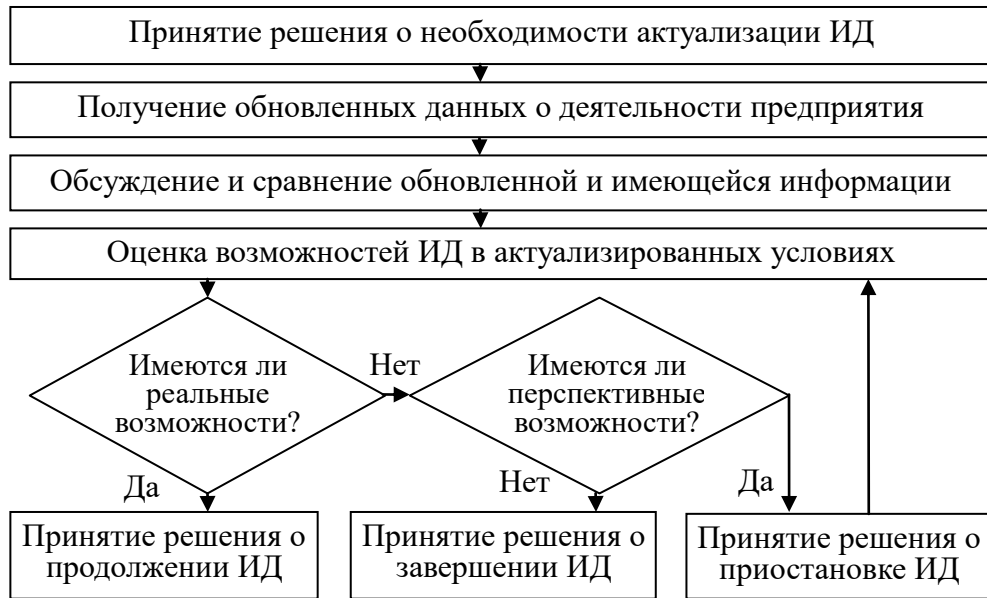 Принятие решения о необходимости актуализации ИД
Получение обновленных данных о деятельности предприятия
Обсуждение и сравнение обновленной и имеющейся информации
Оценка возможностей ИД в актуализированных условиях
Имеются ли
реальные
возможности?
Нет
Имеются ли
перспективные
возможности?
Да
Нет
Да
Принятие решения о
продолжении ИД
Принятие решения о
завершении ИД
Принятие решения о
приостановке ИД